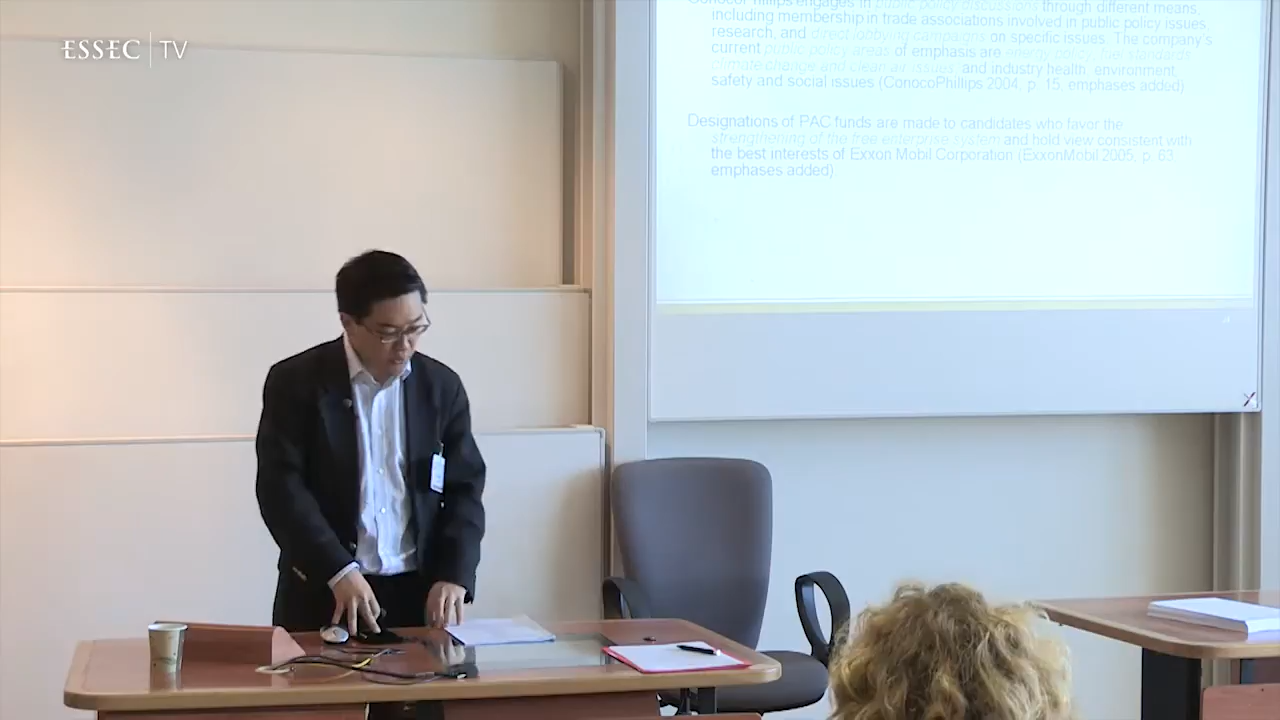 ESSEC TV
ConocoPhillips engages in public policy discussions through different means,
including membership in trade associations involved in public policy issues,
research, and direct lobbying campaigns on specific issues. The company's
current public policy areas of emphasis are energy policy, fuel standards,
climate change and clean air issues, and industry health, environment,
safety and social issues (ConocoPhillips 2004, p. 15, emphases added).
Designations of PAC funds are made to candidates who favor the
strengthening of the free enterprise system and hold view consistent with
the best interests of Exxon Mobil Corporation (ExxonMobil 2005, p. 63,
emphases added).